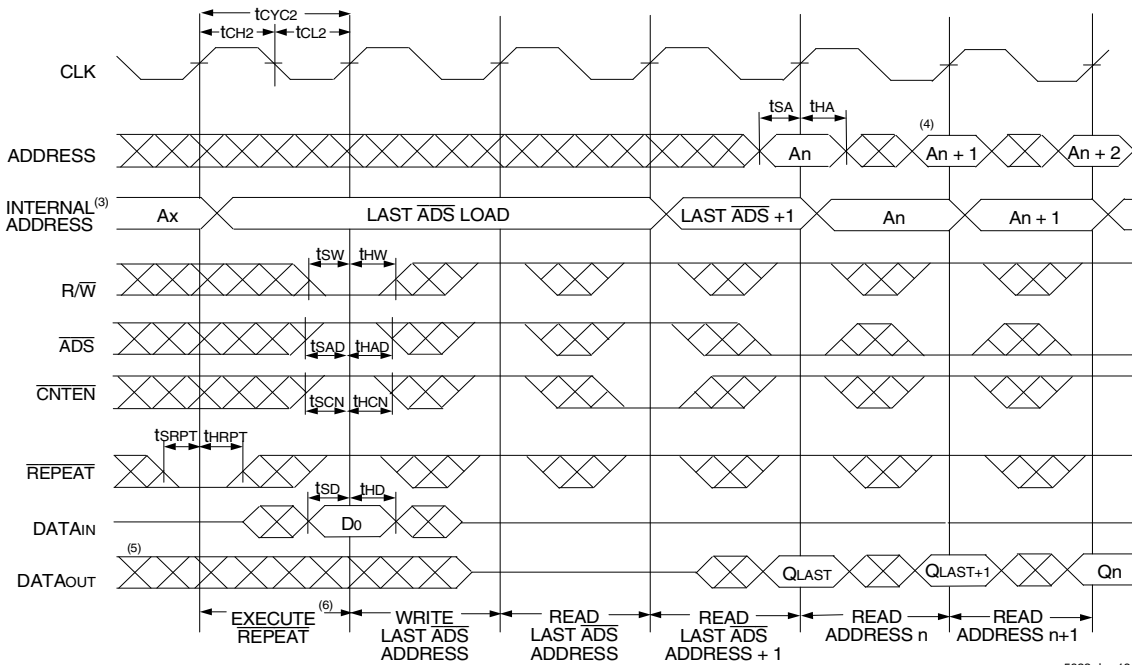 tCYC2
tCH2 tCL2
CLK
tSA tHA
ADDRESS An (4) An + 1 An + 2
INTERNAL(3)
ADDRESS Ax LAST ADS LOAD LAST ADS +1 An An + 1
tSW tHW
R/W
ADS
tSAD tHAD
CNTEN
tSCN tHCN
tSRPT tHRPT
REPEAT
tSD tHD
DATAIN D0
(5)
DATAOUT QLAST QLAST+1 Qn
EXECUTE (6)
REPEAT
WRITE
LAST ADS
ADDRESS
READ
LAST ADS
ADDRESS
READ
LAST ADS
ADDRESS + 1
READ
ADDRESS n
READ
ADDRESS n+1